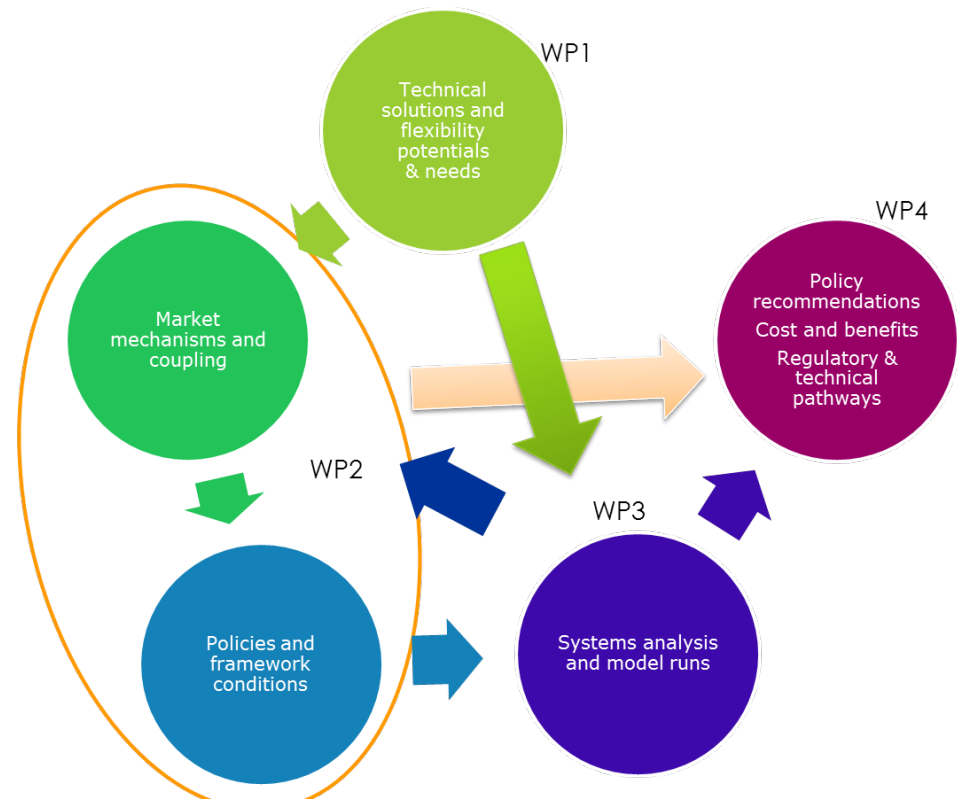 WP1
Technical
solutions and
flexibility
potentials
& needs
WP4
Policy
recommendations
Cost and benefits
Regulatory &
technical
pathways
Market
mechanisms and
coupling
WP2
WP3
Policies and
framework
conditions
Systems analysis
and model runs